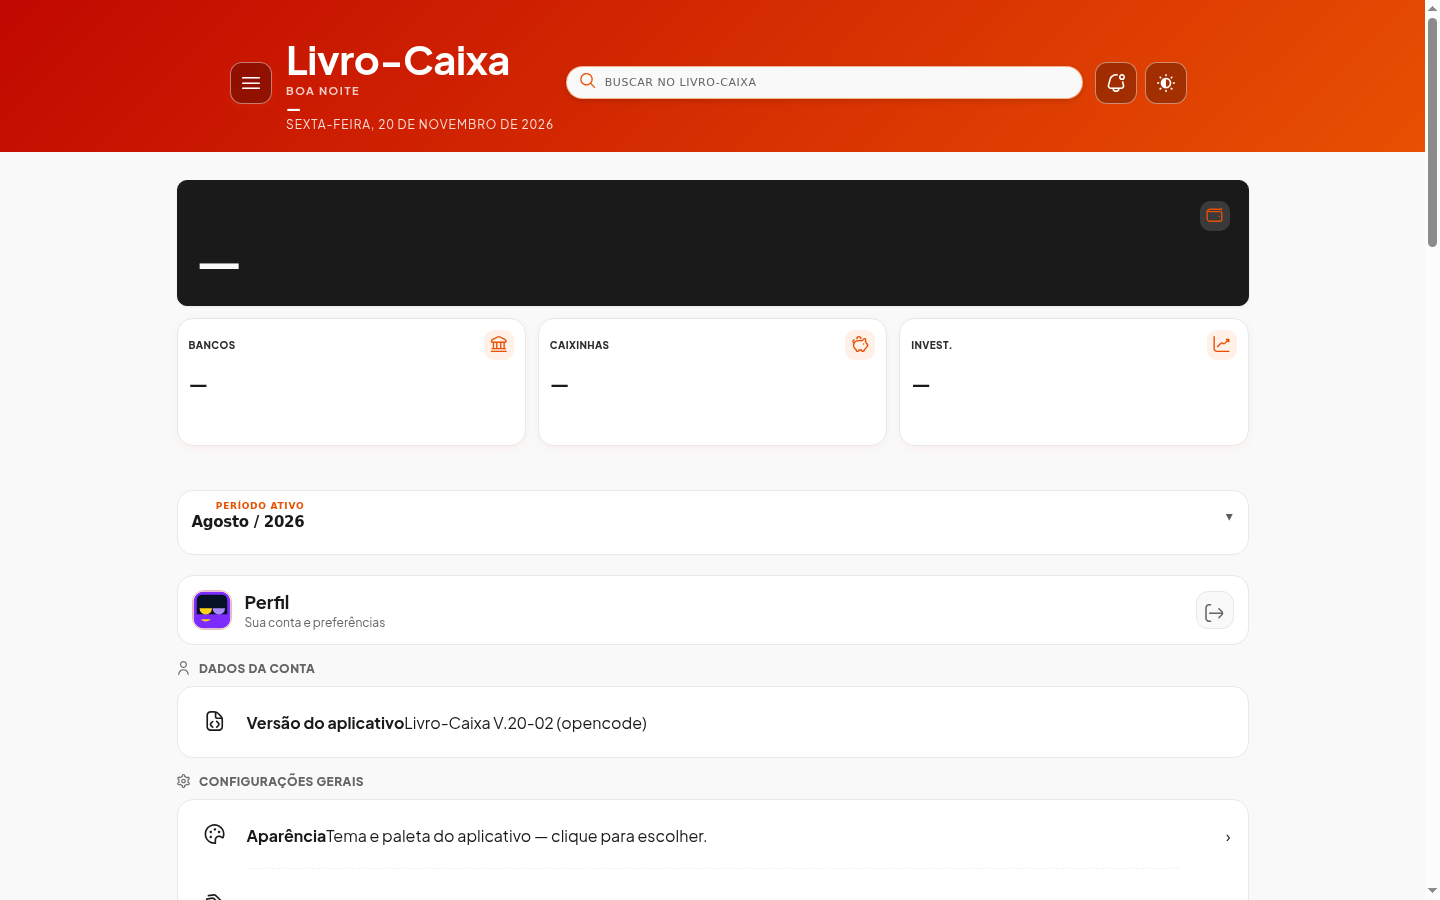 Livro-Caixa
BOA NOITE
—
SEXTA-FEIRA, 20 DE NOVEMBRO DE 2026
BUSCAR NO LIVRO-CAIXA
—
BANCOS
—
CAIXINHAS
—
INVEST.
—
PERÍODO ATIVO
Agosto / 2026
▼
Perfil
Sua conta e preferências
DADOS DA CONTA
Versão do aplicativoLivro-Caixa V.20-02 (opencode)
CONFIGURAÇÕES GERAIS
AparênciaTema e paleta do aplicativo — clique para escolher.
›